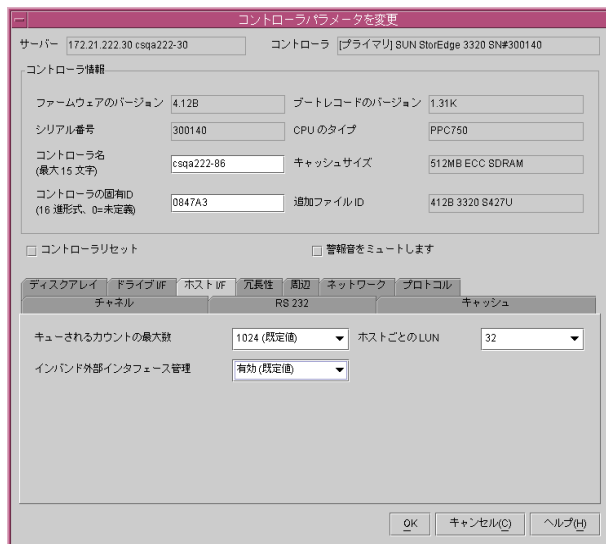 コントローラパラメータを変更
サーバー 172.21.222.30 csqa222-30 コントローラ [プライマリ] SUN StorEdge 3320 SN#300140
コントローラ情報
ファームウェアのバージョン 4.12B ブートレコードのバージョン 1.31K
シリアル番号 300140 CPU のタイプ PPC750
コントローラ名
(最大 15 文字) csqa222-86 キャッシュサイズ 512MB ECC SDRAM
コントローラの固有ID
(16 進形式、0=未定義) 0847A3 追加ファイル ID 412B 3320 S427U
コントローラリセット 警報音をミュートします
ディスクアレイ ドライブ I/F ホスト I/F 冗長性 周辺 ネットワーク プロトコル
チャネル RS 232 キャッシュ
キューされるカウントの最大数 1024 (既定値) ホストごとの LUN 32
インバンド外部インタフェース管理 有効 (既定値)
OK キャンセル(C) ヘルプ(H)